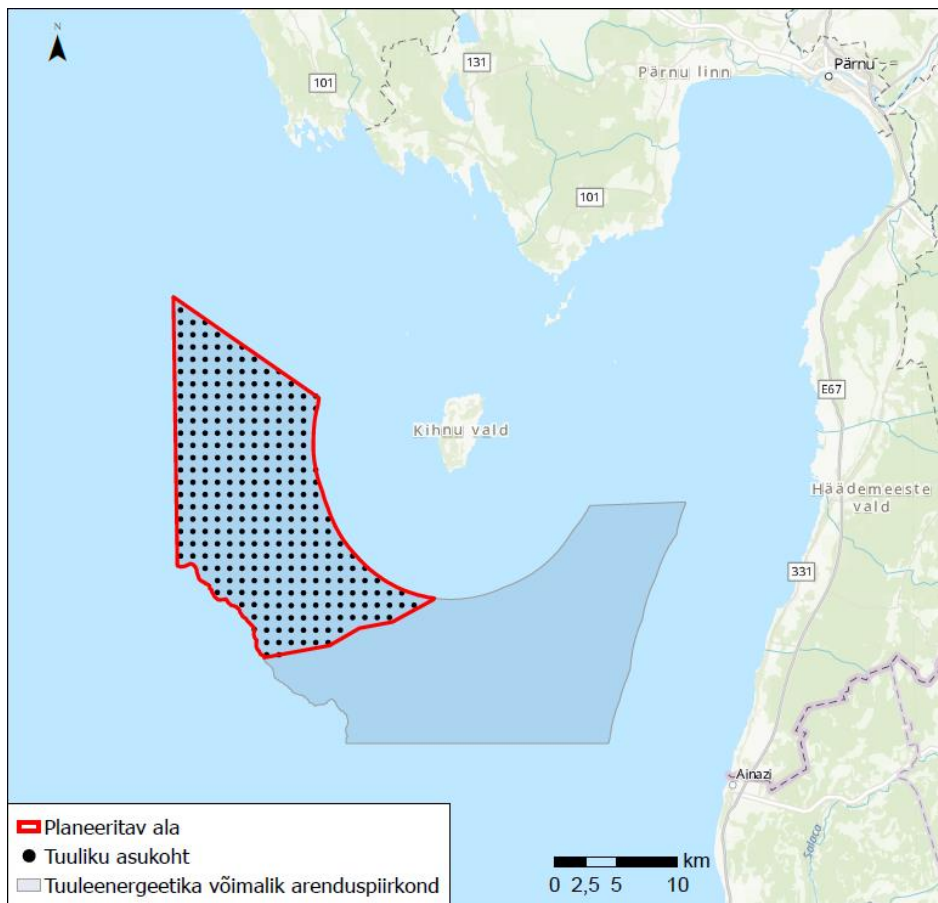 N
131
101
Pärnu linn
Pärnu
101
E67
Kihnu vald
Häädemeeste
vald
331
Ainazi
Salaca
Planeeritav ala
Tuuliku asukoht
Tuuleenergeetika võimalik arenduspiirkond
km
0 2,5 5 10